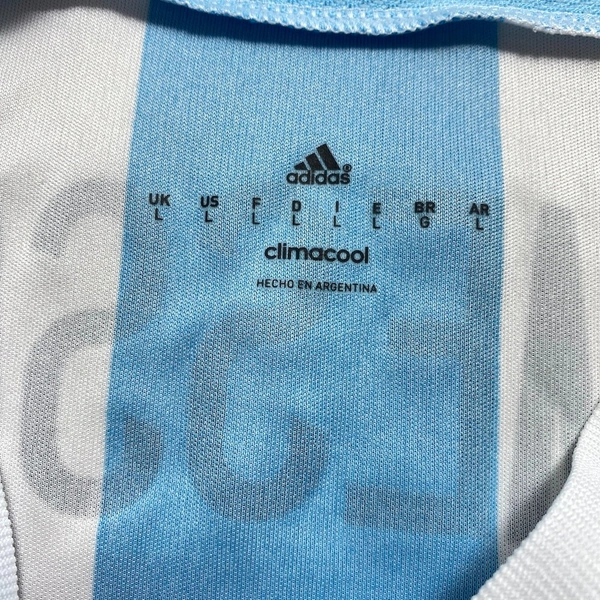 adidas®
UK US F D I E BR AR
L L L L L L G L
climacool
HECHO EN ARGENTINA